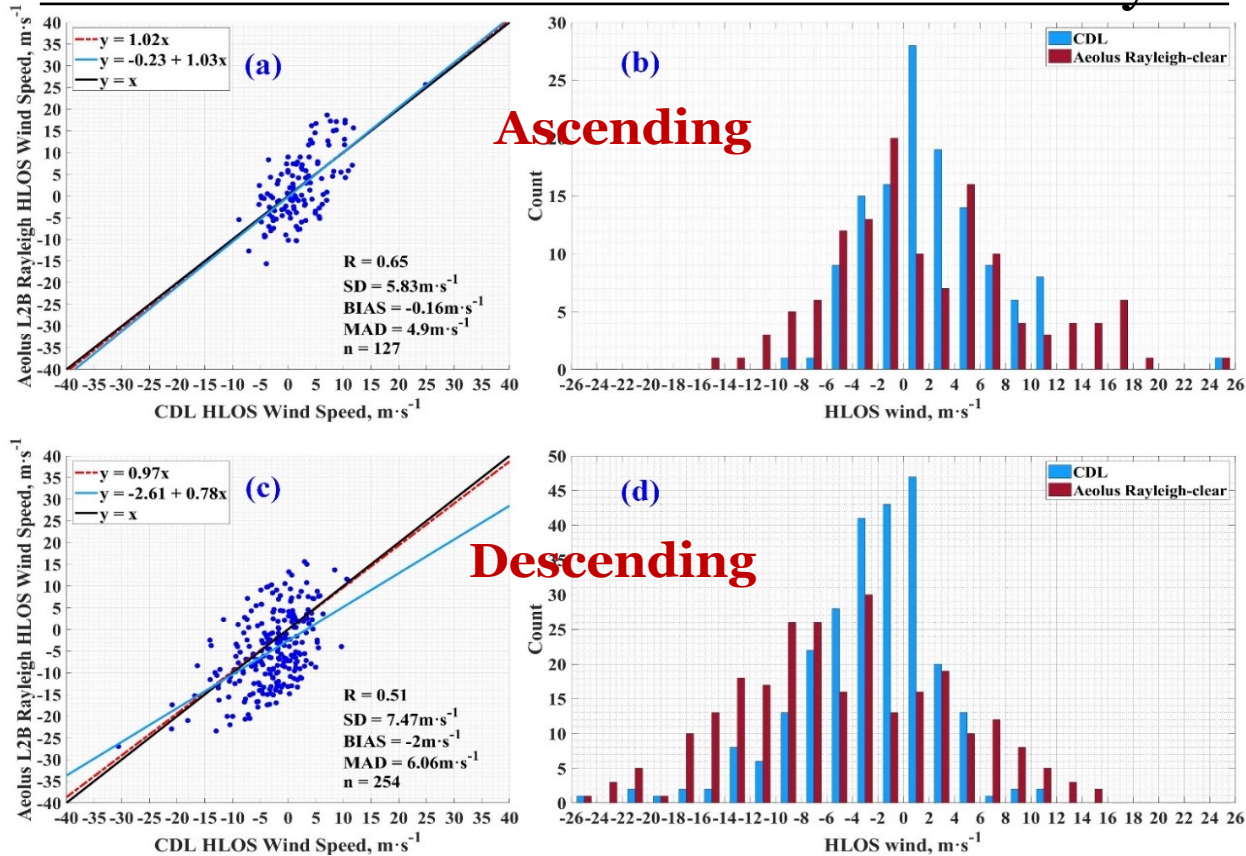 y = 1.02x
y = -0.23 + 1.03x
y = x
(a)
Aeolus L2B Rayleigh HLOS Wind Speed, m·s⁻¹
40
35
30
25
20
15
10
5
0
-5
-10
-15
-20
-25
-30
-35
-40
R = 0.65
SD = 5.83m·s⁻¹
BIAS = -0.16m·s⁻¹
MAD = 4.9m·s⁻¹
n = 127
-40 -35 -30 -25 -20 -15 -10 -5 0 5 10 15 20 25 30 35 40
CDL HLOS Wind Speed, m·s⁻¹
Ascending
(b)
CDL
Aeolus Rayleigh-clear
Count
30
25
20
15
10
5
0
-26 -24 -22 -20 -18 -16 -14 -12 -10 -8 -6 -4 -2 0 2 4 6 8 10 12 14 16 18 20 22 24 26
HLOS wind, m·s⁻¹
y = 0.97x
y = -2.61 + 0.78x
y = x
(c)
Aeolus L2B Rayleigh HLOS Wind Speed, m·s⁻¹
40
35
30
25
20
15
10
5
0
-5
-10
-15
-20
-25
-30
-35
-40
R = 0.51
SD = 7.47m·s⁻¹
BIAS = -2m·s⁻¹
MAD = 6.06m·s⁻¹
n = 254
-40 -35 -30 -25 -20 -15 -10 -5 0 5 10 15 20 25 30 35 40
CDL HLOS Wind Speed, m·s⁻¹
Descending
(d)
CDL
Aeolus Rayleigh-clear
Count
50
45
40
35
30
25
20
15
10
5
0
-26 -24 -22 -20 -18 -16 -14 -12 -10 -8 -6 -4 -2 0 2 4 6 8 10 12 14 16 18 20 22 24 26
HLOS wind, m·s⁻¹